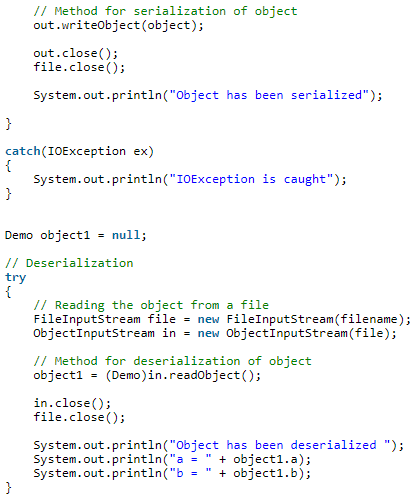 // Method for serialization of object
out.writeObject(object);
out.close();
file.close();
System.out.println("Object has been serialized");
}
catch(IOException ex)
{
System.out.println("IOException is caught");
}
Demo object1 = null;
// Deserialization
try
{
// Reading the object from a file
FileInputStream file = new FileInputStream(filename);
ObjectInputStream in = new ObjectInputStream(file);
// Method for deserialization of object
object1 = (Demo)in.readObject();
in.close();
file.close();
System.out.println("Object has been deserialized ");
System.out.println("a = " + object1.a);
System.out.println("b = " + object1.b);
}